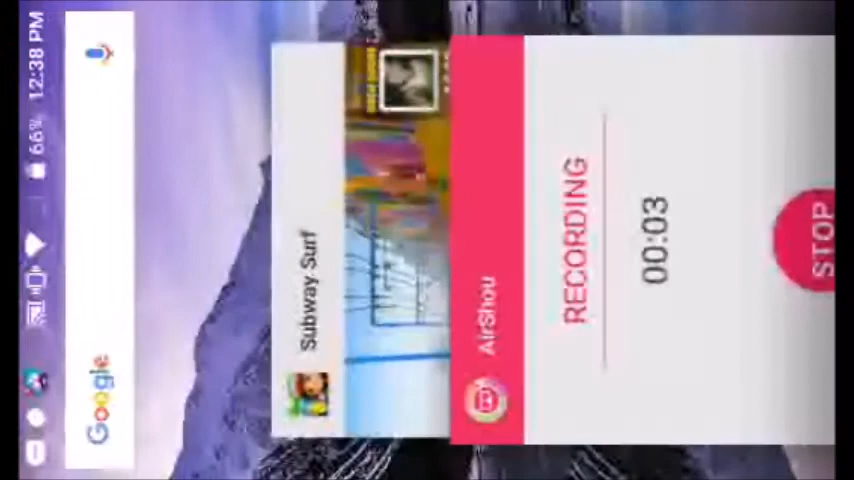 66% 12:38 PM
Google
Subway Surf
AirShou
RECORDING
00:03
STOP